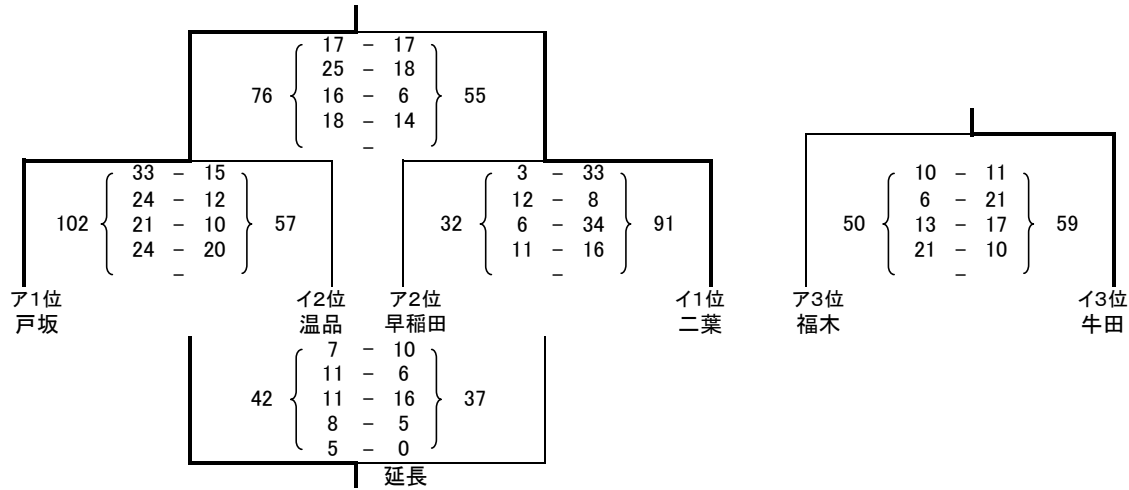 17 － 17
25 － 18
76 16 － 6 55
18 － 14
－
33 － 15
24 － 12
102 21 － 10 57
24 － 20
－
3 － 33
12 － 8
32 6 － 34 91
11 － 16
－
10 － 11
6 － 21
50 13 － 17 59
21 － 10
－
ア1位 イ2位 ア2位 イ1位 ア3位 イ3位
戸坂 温品 早稲田 二葉 福木 牛田
7 － 10
11 － 6
42 11 － 16 37
8 － 5
5 － 0
延長